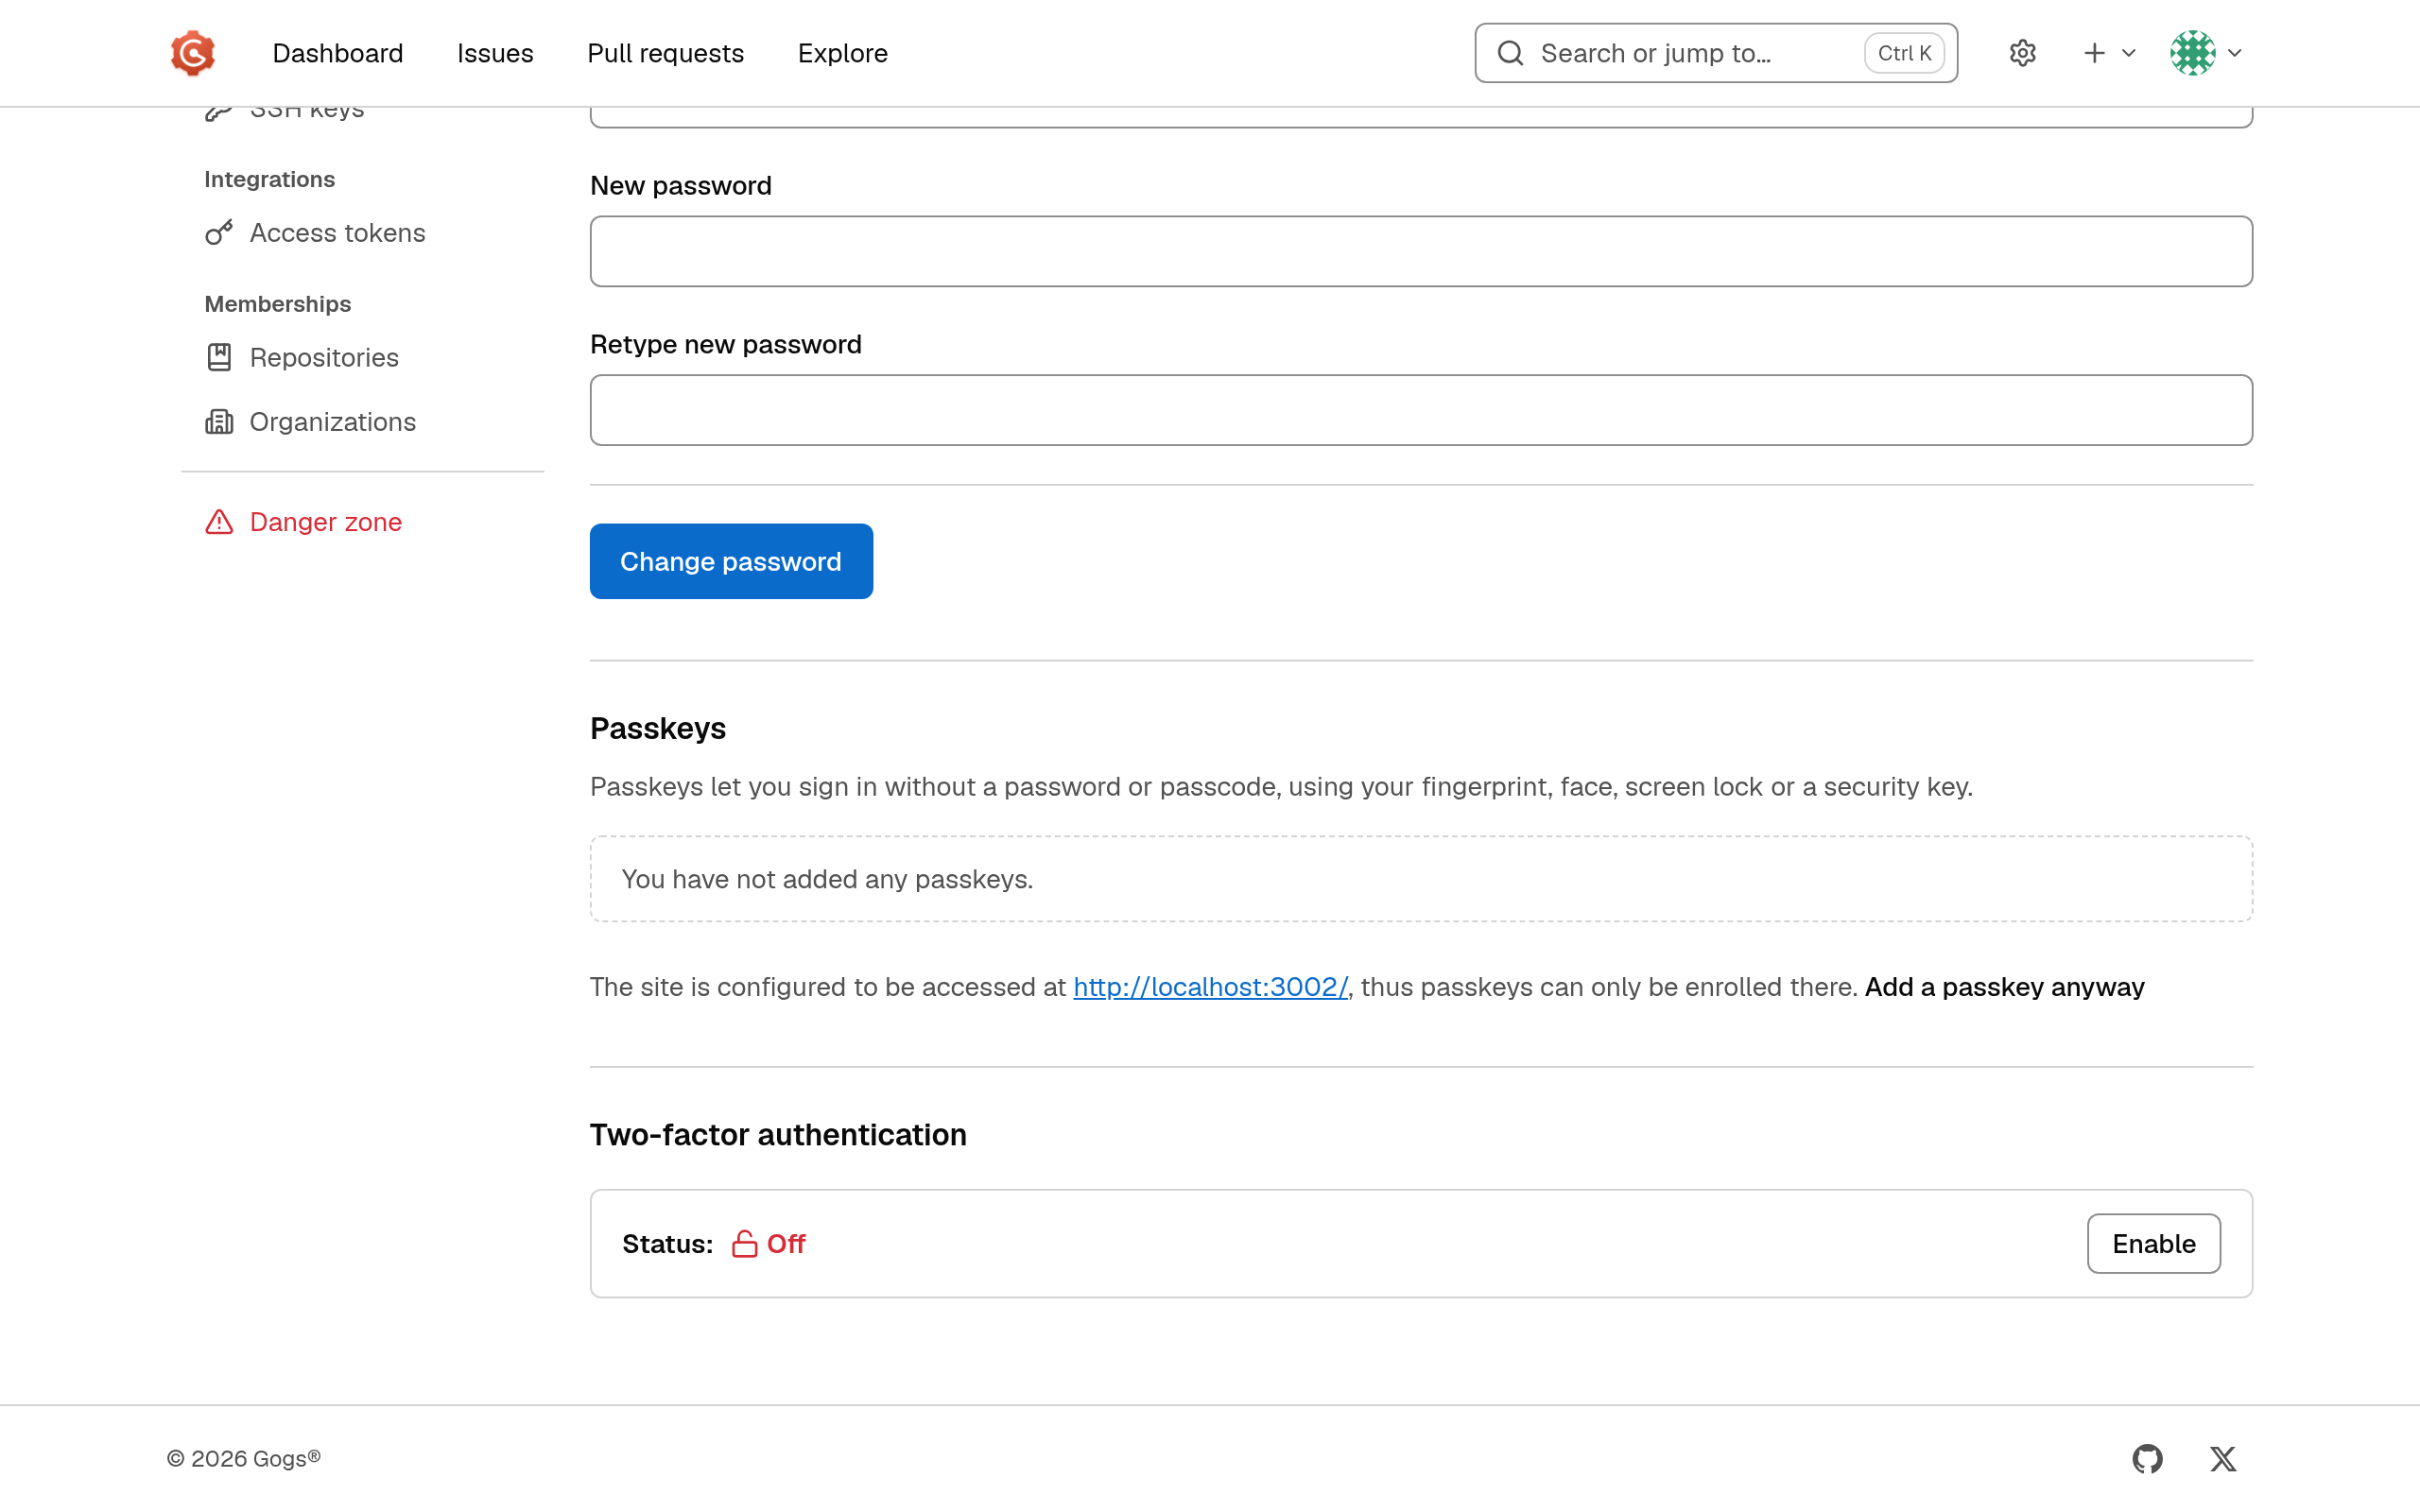 Dashboard
Issues
Pull requests
Explore
Search or jump to...
Ctrl K
SSH keys
Integrations
Access tokens
Memberships
Repositories
Organizations
Danger zone
New password
Retype new password
Change password
Passkeys
Passkeys let you sign in without a password or passcode, using your fingerprint, face, screen lock or a security key.
You have not added any passkeys.
The site is configured to be accessed at http://localhost:3002/, thus passkeys can only be enrolled there. Add a passkey anyway
Two-factor authentication
Status: Off
Enable
© 2026 Gogs®